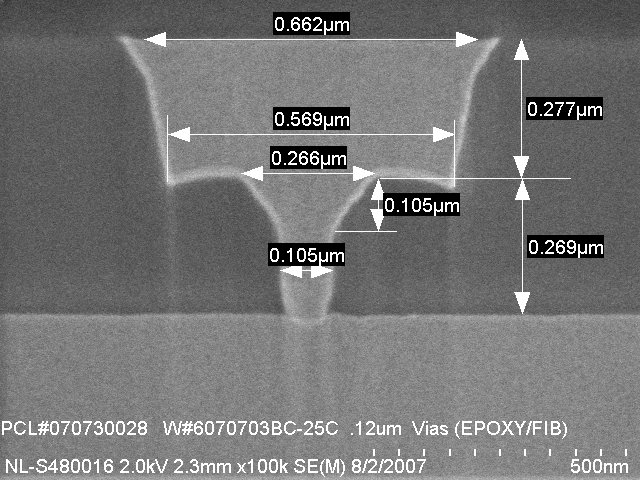 0.662µm
0.277µm
0.569µm
0.266µm
0.105µm
0.269µm
0.105µm
PCL#070730028 W#6070703BC-25C .12um Vias (EPOXY/FIB)
NL-S480016 2.0kV 2.3mm x100k SE(M) 8/2/2007 500nm